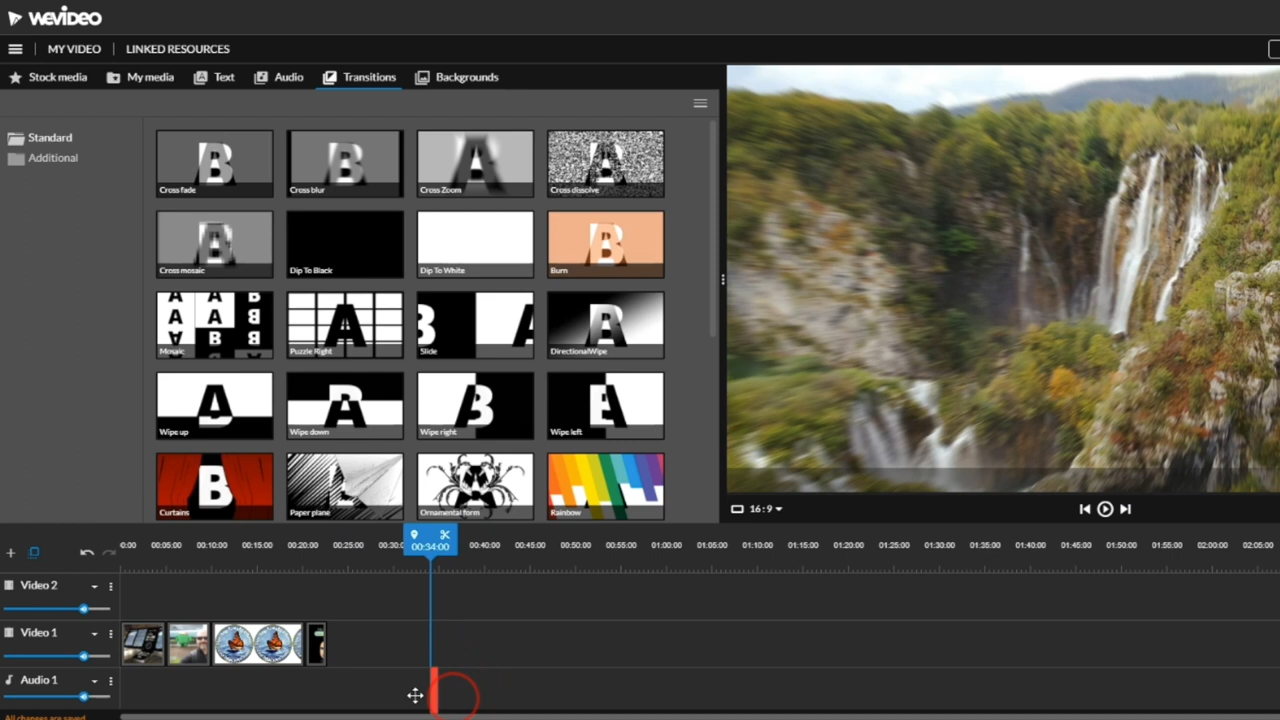 WEVIDEO
MY VIDEO LINKED RESOURCES
Stock media My media Text Audio Transitions Backgrounds
Standard
Additional
Cross fade Cross blur Cross Zoom Cross dissolve
Cross mosaic Dip To Black Dip To White Burn
Mosaic Puzzle Right Slide DirectionalWipe
Wipe up Wipe down Wipe right Wipe left
Curtains Paper plane Ornamental form Rainbow
16:9
00:34:00
0:00 00:05:00 00:10:00 00:15:00 00:20:00 00:25:00 00:30:0 00:40:00 00:45:00 00:50:00 00:55:00 01:00:00 01:05:00 01:10:00 01:15:00 01:20:00 01:25:00 01:30:00 01:35:00 01:40:00 01:45:00 01:50:00 01:55:00 02:00:00 02:05:00
Video 2
Video 1
Audio 1
All changes are saved